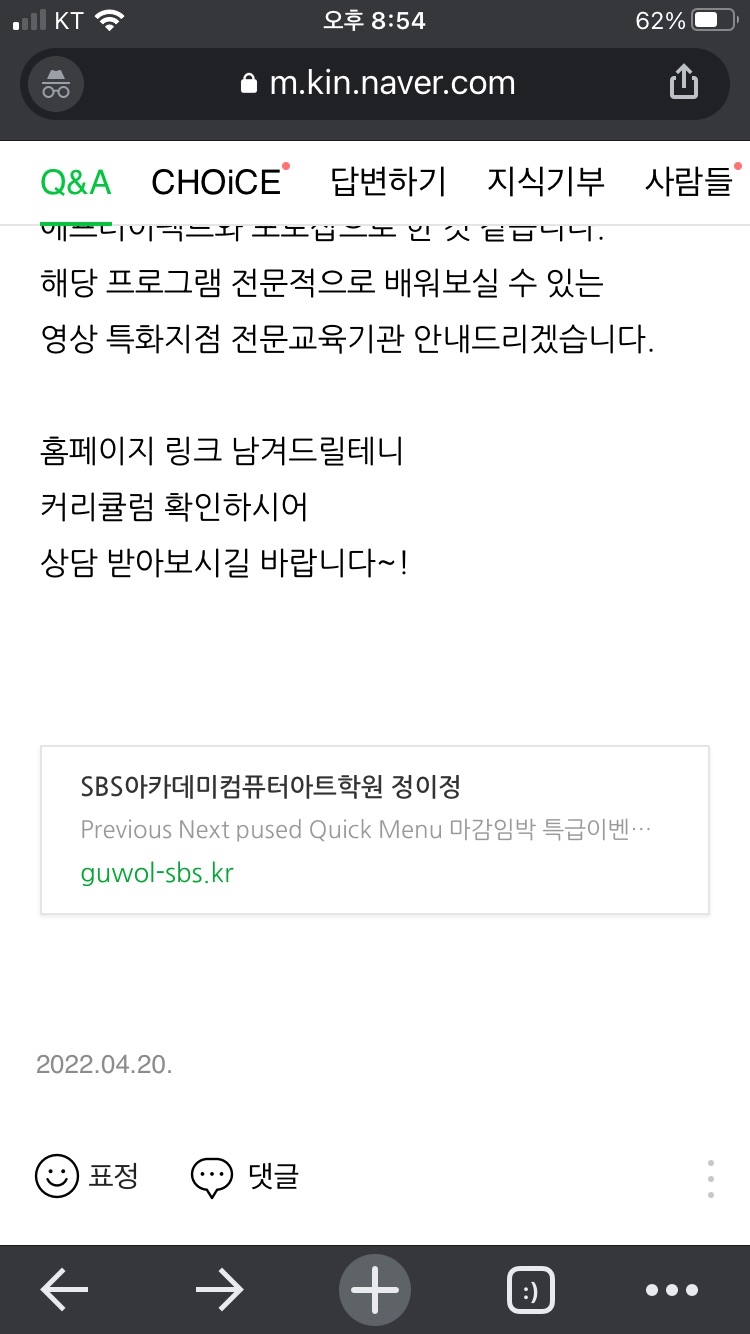 KT 오후 8:54 62%
m.kin.naver.com
Q&A CHOiCE 답변하기 지식기부 사람들
해당 프로그램 전문적으로 배워보실 수 있는
영상 특화지점 전문교육기관 안내드리겠습니다.
홈페이지 링크 남겨드릴테니
커리큘럼 확인하시어
상담 받아보시길 바랍니다~!
SBS아카데미컴퓨터아트학원 정이정
Previous Next pused Quick Menu 마감임박 특급이벤…
guwol-sbs.kr
2022.04.20.
표정 댓글
:)